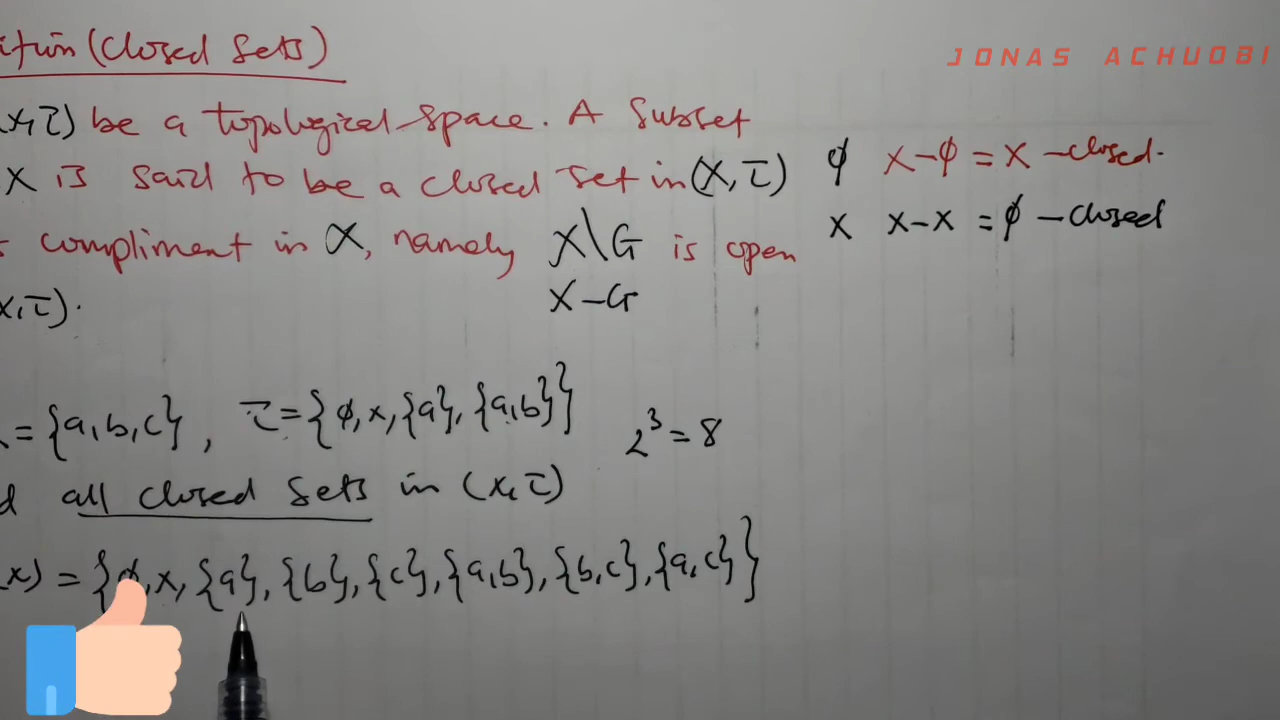 (Closed Sets)
JONAS ACHUOBI
(X,τ) be a topological space. A Subset
X is said to be a closed set in (X,τ)
compliment in X, namely X\G is open
X-G
X,τ).
ϕ X-ϕ = X -closed.
X X-X = ϕ -closed
= {a,b,c}, τ = {ϕ,X,{a},{a,b}}
2³ = 8
all closed sets in (X,τ)
X) = {ϕ,X,{a},{b},{c},{a,b},{b,c},{a,c}}